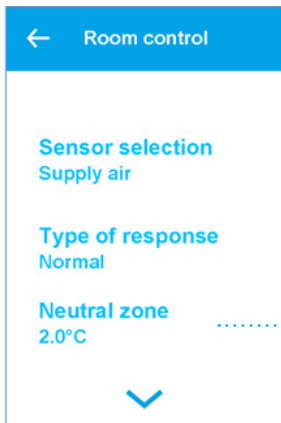 Room control
Sensor selection
Supply air
Type of response
Normal
Neutral zone
2.0°C